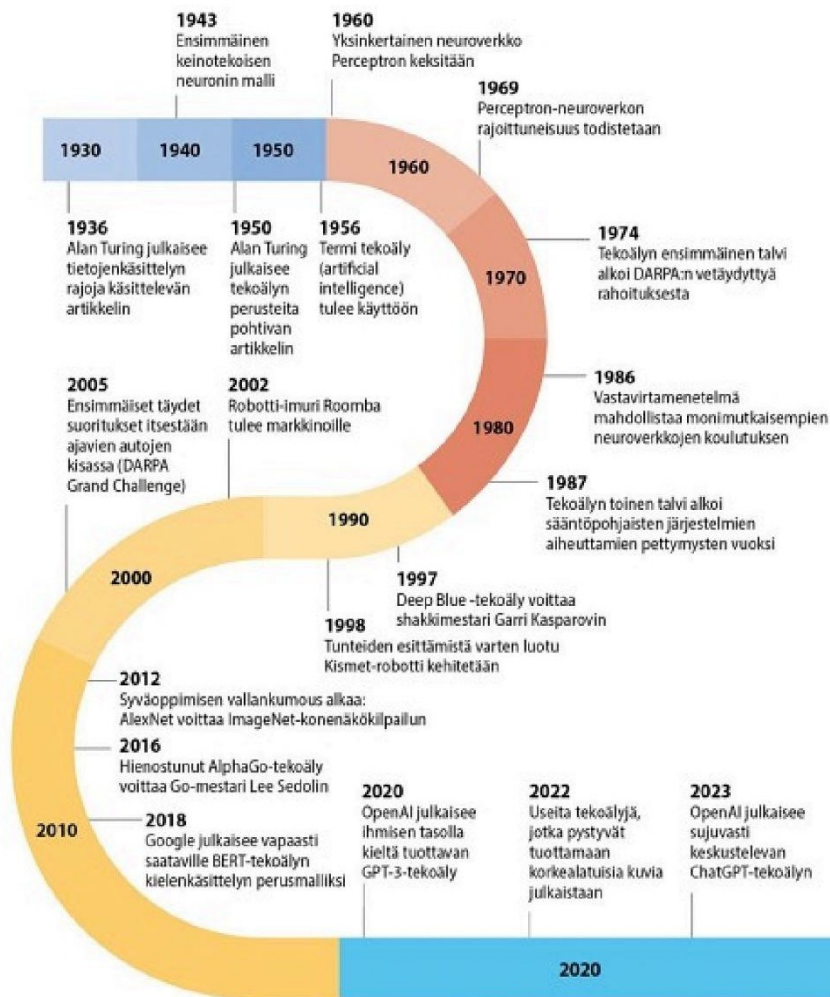 1943
Ensimmäinen
keinotekoisen
neuronin malli
1960
Yksinkertainen neuroverkko
Perceptron keksitään
1969
Perceptron-neuroverkon
rajoittuneisuus todistetaan
1930
1940
1950
1960
1936
Alan Turing julkaisee
tietojenkäsittelyn
rajoja käsittelevän
artikkelin
1950
Alan Turing
julkaisee
tekoälyn
perusteita
pohtivan
artikkelin
1956
Termi tekoäly
(artificial
intelligence)
tulee käyttöön
1970
1974
Tekoälyn ensimmäinen talvi
alkoi DARPA:n vetäydyttyä
rahoituksesta
1980
1986
Vastavirtamenetelmä
mahdollistaa monimutkaisempien
neuroverkkojen koulutuksen
1987
Tekoälyn toinen talvi alkoi
sääntöpohjaisten järjestelmien
aiheuttamien pettymysten vuoksi
2005
Ensimmäiset täydet
suoritukset itsestään
ajavien autojen
kisassa (DARPA
Grand Challenge)
2002
Robotti-imuri Roomba
tulee markkinoille
1990
1997
Deep Blue -tekoäly voittaa
shakkimestari Garri Kasparovin
1998
Tunteiden esittämistä varten luotu
Kismet-robotti kehitetään
2000
2012
Syväoppimisen vallankumous alkaa:
AlexNet voittaa ImageNet-konenäkökilpailun
2016
Hienostunut AlphaGo-tekoäly
voittaa Go-mestari Lee Sedolin
2010
2018
Google julkaisee vapaasti
saataville BERT-tekoälyn
kielenkäsittelyn perusmalliksi
2020
OpenAI julkaisee
ihmisen tasolla
kieltä tuottavan
GPT-3-tekoäly
2022
Useita tekoälyjä,
jotka pystyvät
tuottamaan
korkealatuisia kuvia
julkaistaan
2023
OpenAI julkaisee
sujuvasti
keskustelevan
ChatGPT-tekoälyn
2020